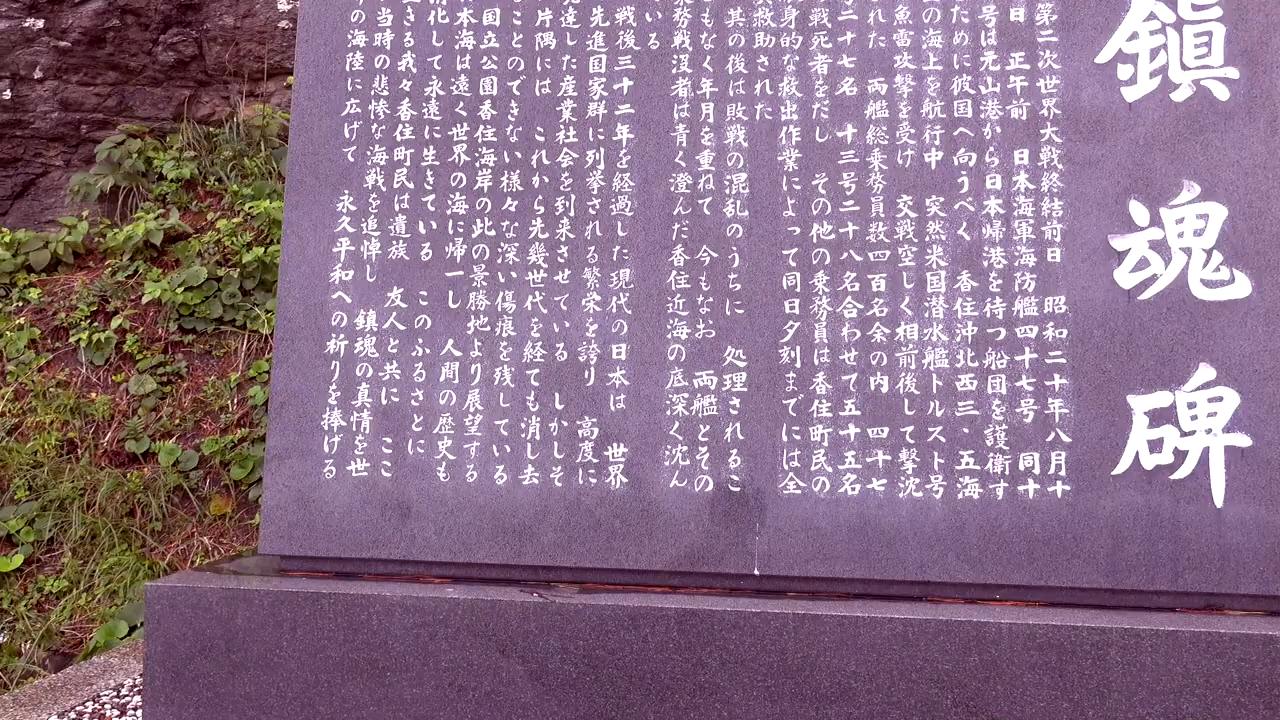 鎮魂碑
第二次世界大戦終結前日 昭和二十年八月十
日 正午前 日本海軍海防艦四十七号 同十
号は元山港から日本帰港を待つ船団を護衛す
ために彼国へ向うべく 香住沖北西三、五海
の海上を航行中 突然米国潜水艦トルスト号
魚雷攻撃を受け 交戦空しく相前後して撃沈
された 両艦総乗務員数四百名余の内 四十七
二十七名 十三号二十八名合わせて五十五名
戦死者をだし その他の乗務員は香住町民の
身的な救出作業によって同日夕刻までには全
救助された
其の後は敗戦の混乱のうちに 処理されるこ
ともなく年月を重ねて 今もなお 両艦とその
乗務戦没者は青く澄んだ香住近海の底深く沈ん
でいる
戦後三十二年を経過した現代の日本は 世界
先進国家群に列挙される繁栄を誇り 高度に
発達した産業社会を到来させている しかしそ
片隅には これから先幾世代を経ても消し去
ことのできない様々な深い傷痕を残している
国立公園香住海岸の此の景勝地より展望する
本海は遠く世界の海に帰一し 人間の歴史も
化して永遠に生きている このふるさとに
生きる我々香住町民は遺族 友人と共に ここ
当時の悲惨な海戦を追悼し 鎮魂の真情を世
の海陸に広げて 永久平和への祈りを捧げる